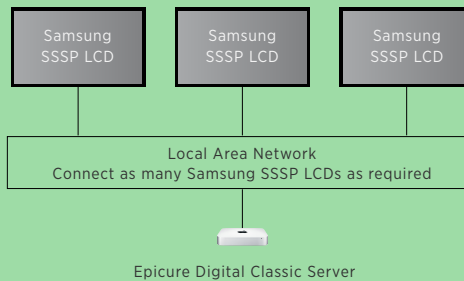 Samsung
SSSP LCD
Samsung
SSSP LCD
Samsung
SSSP LCD
Local Area Network
Connect as many Samsung SSSP LCDs as required
Epicure Digital Classic Server